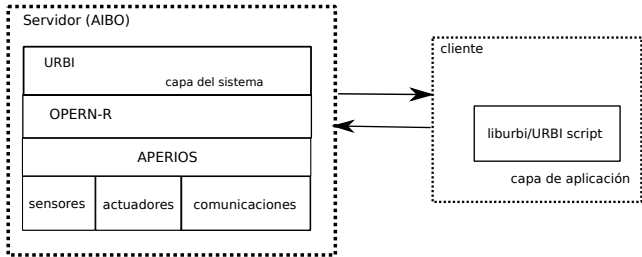 Servidor (AIBO)
URBI
capa del sistema
OPERN-R
APERIOS
sensores
actuadores
comunicaciones
cliente
liburbi/URBI script
capa de aplicación